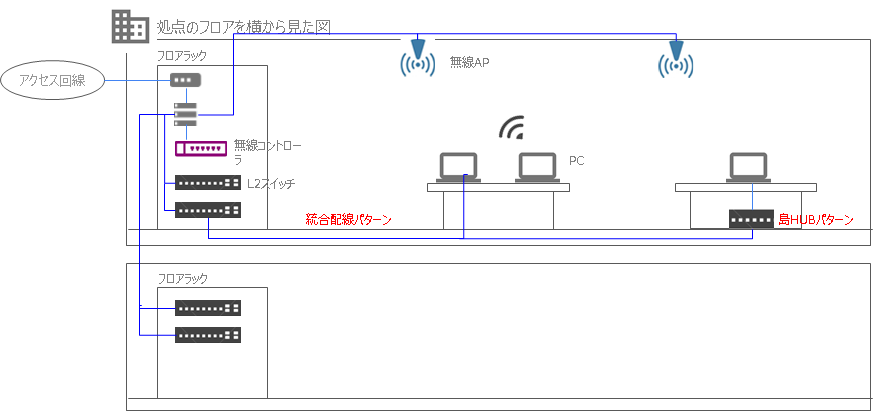 処点のフロアを横から見た図
フロアラック
アクセス回線
無線AP
無線コントロー
ラ
PC
L2スイッチ
統合配線パターン
島HUBパターン
フロアラック